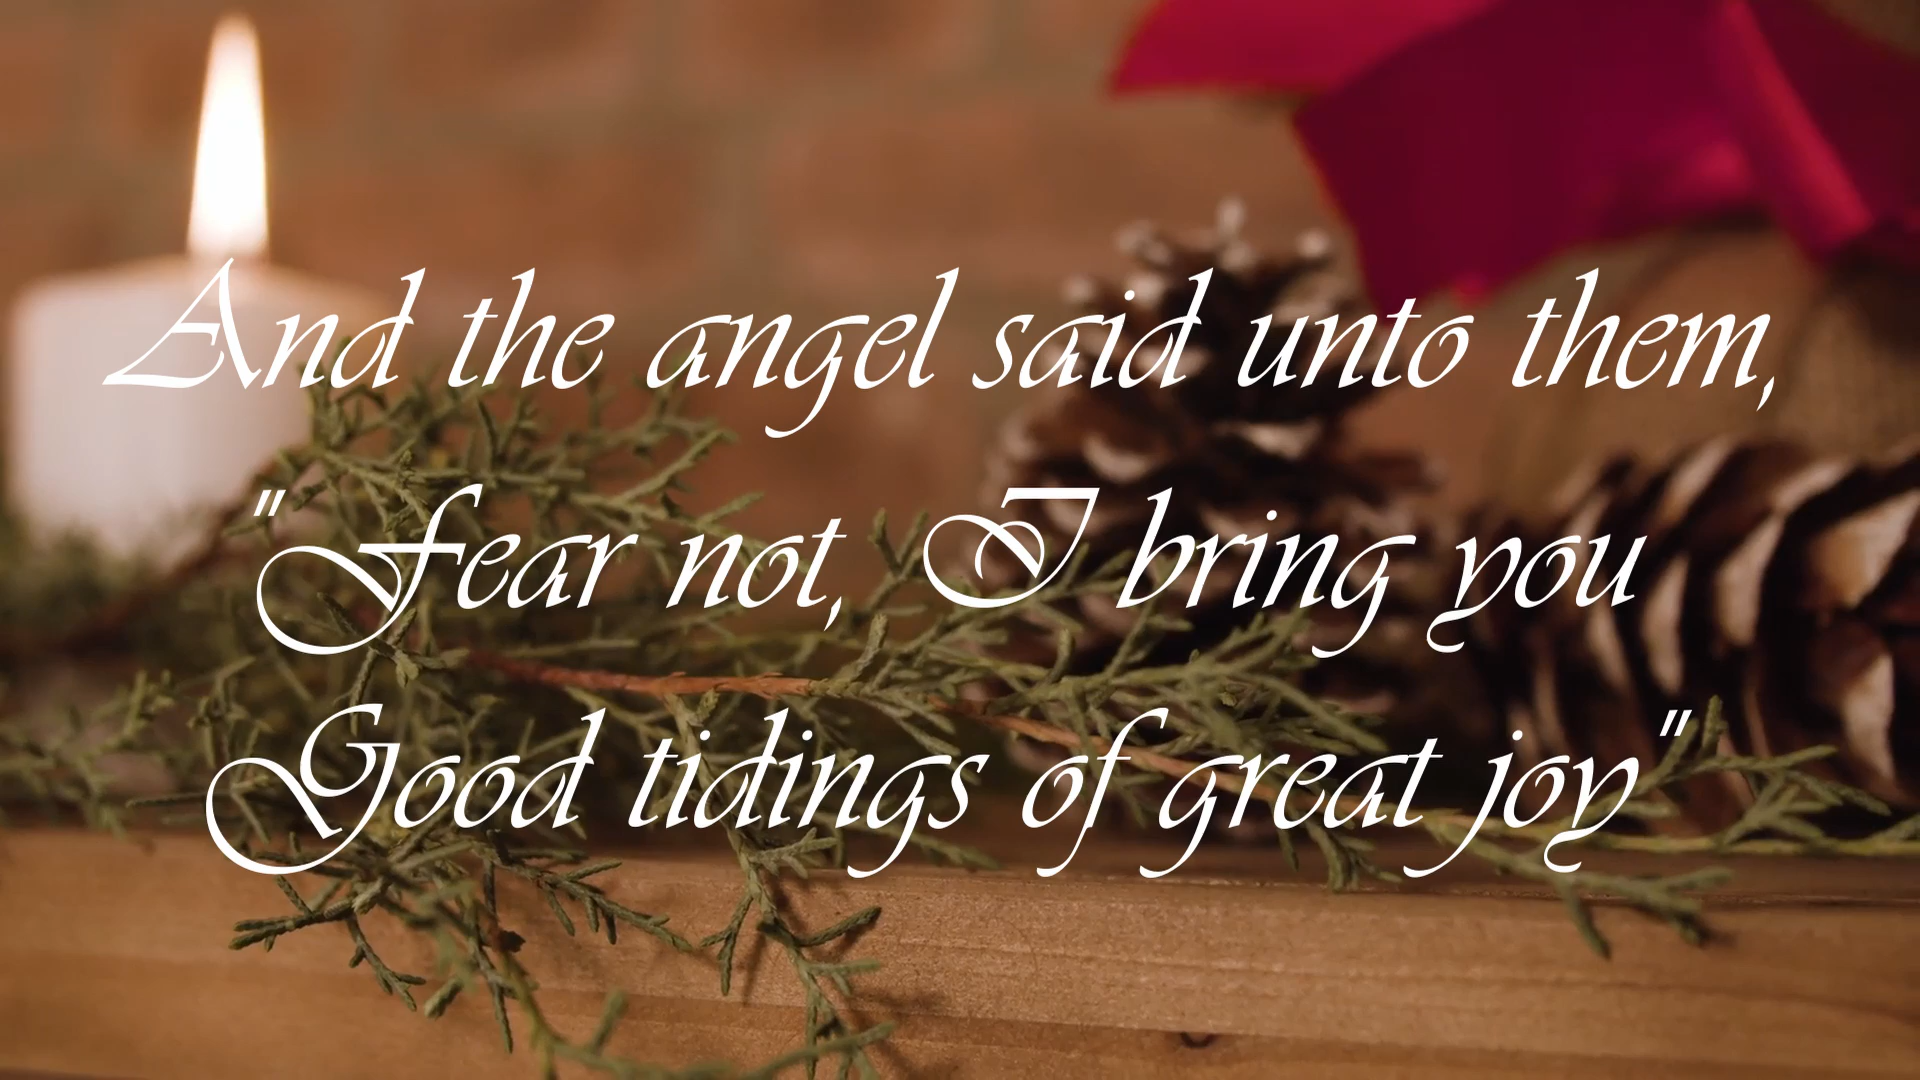 And the angel said unto them,
"Fear not, I bring you
Good tidings of great joy"